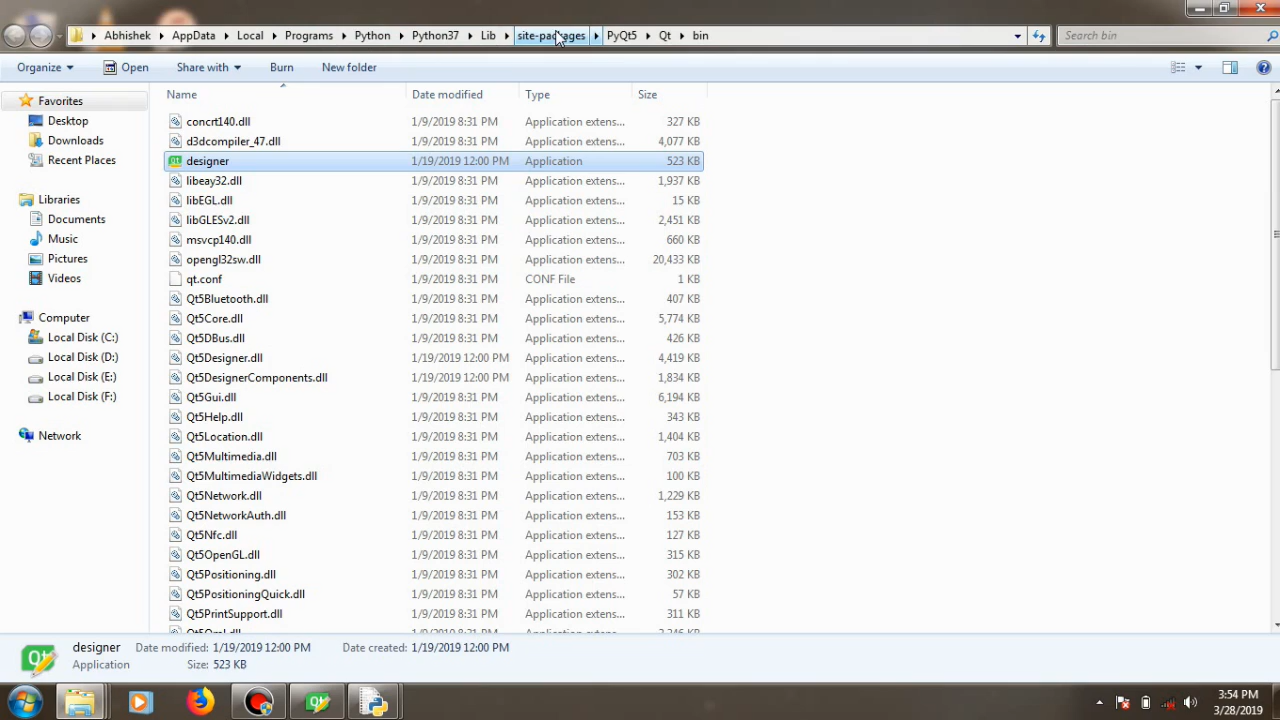 Abhishek AppData Local Programs Python Python37 Lib site-packages PyQt5 Qt bin Search bin
Organize Open Share with Burn New folder
Name Date modified Type Size
Favorites
Desktop
Downloads
Recent Places
Libraries
Documents
Music
Pictures
Videos
Computer
Local Disk (C:)
Local Disk (D:)
Local Disk (E:)
Local Disk (F:)
Network
concrt140.dll 1/9/2019 8:31 PM Application extens... 327 KB
d3dcompiler_47.dll 1/9/2019 8:31 PM Application extens... 4,077 KB
designer 1/19/2019 12:00 PM Application 523 KB
libeay32.dll 1/9/2019 8:31 PM Application extens... 1,937 KB
libEGL.dll 1/9/2019 8:31 PM Application extens... 15 KB
libGLESv2.dll 1/9/2019 8:31 PM Application extens... 2,451 KB
msvcp140.dll 1/9/2019 8:31 PM Application extens... 660 KB
opengl32sw.dll 1/9/2019 8:31 PM Application extens... 20,433 KB
qt.conf 1/9/2019 8:31 PM CONF File 1 KB
Qt5Bluetooth.dll 1/9/2019 8:31 PM Application extens... 407 KB
Qt5Core.dll 1/9/2019 8:31 PM Application extens... 5,774 KB
Qt5DBus.dll 1/9/2019 8:31 PM Application extens... 426 KB
Qt5Designer.dll 1/19/2019 12:00 PM Application extens... 4,419 KB
Qt5DesignerComponents.dll 1/19/2019 12:00 PM Application extens... 1,834 KB
Qt5Gui.dll 1/9/2019 8:31 PM Application extens... 6,194 KB
Qt5Help.dll 1/9/2019 8:31 PM Application extens... 343 KB
Qt5Location.dll 1/9/2019 8:31 PM Application extens... 1,404 KB
Qt5Multimedia.dll 1/9/2019 8:31 PM Application extens... 703 KB
Qt5MultimediaWidgets.dll 1/9/2019 8:31 PM Application extens... 100 KB
Qt5Network.dll 1/9/2019 8:31 PM Application extens... 1,229 KB
Qt5NetworkAuth.dll 1/9/2019 8:31 PM Application extens... 153 KB
Qt5Nfc.dll 1/9/2019 8:31 PM Application extens... 127 KB
Qt5OpenGL.dll 1/9/2019 8:31 PM Application extens... 315 KB
Qt5Positioning.dll 1/9/2019 8:31 PM Application extens... 302 KB
Qt5PositioningQuick.dll 1/9/2019 8:31 PM Application extens... 57 KB
Qt5PrintSupport.dll 1/9/2019 8:31 PM Application extens... 311 KB
designer Date modified: 1/19/2019 12:00 PM Date created: 1/19/2019 12:00 PM
Application Size: 523 KB
3:54 PM
3/28/2019